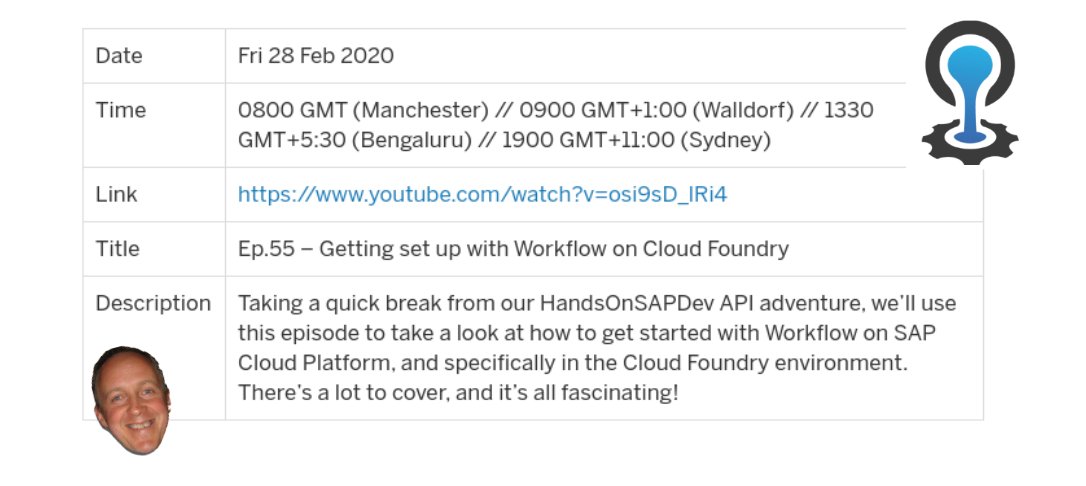 Date
Fri 28 Feb 2020
Time
0800 GMT (Manchester) // 0900 GMT+1:00 (Walldorf) // 1330
GMT+5:30 (Bengaluru) // 1900 GMT+11:00 (Sydney)
Link
https://www.youtube.com/watch?v=osi9sD_lRi4
Title
Ep.55 – Getting set up with Workflow on Cloud Foundry
Description
Taking a quick break from our HandsOnSAPDev API adventure, we'll use
this episode to take a look at how to get started with Workflow on SAP
Cloud Platform, and specifically in the Cloud Foundry environment.
There's a lot to cover, and it's all fascinating!